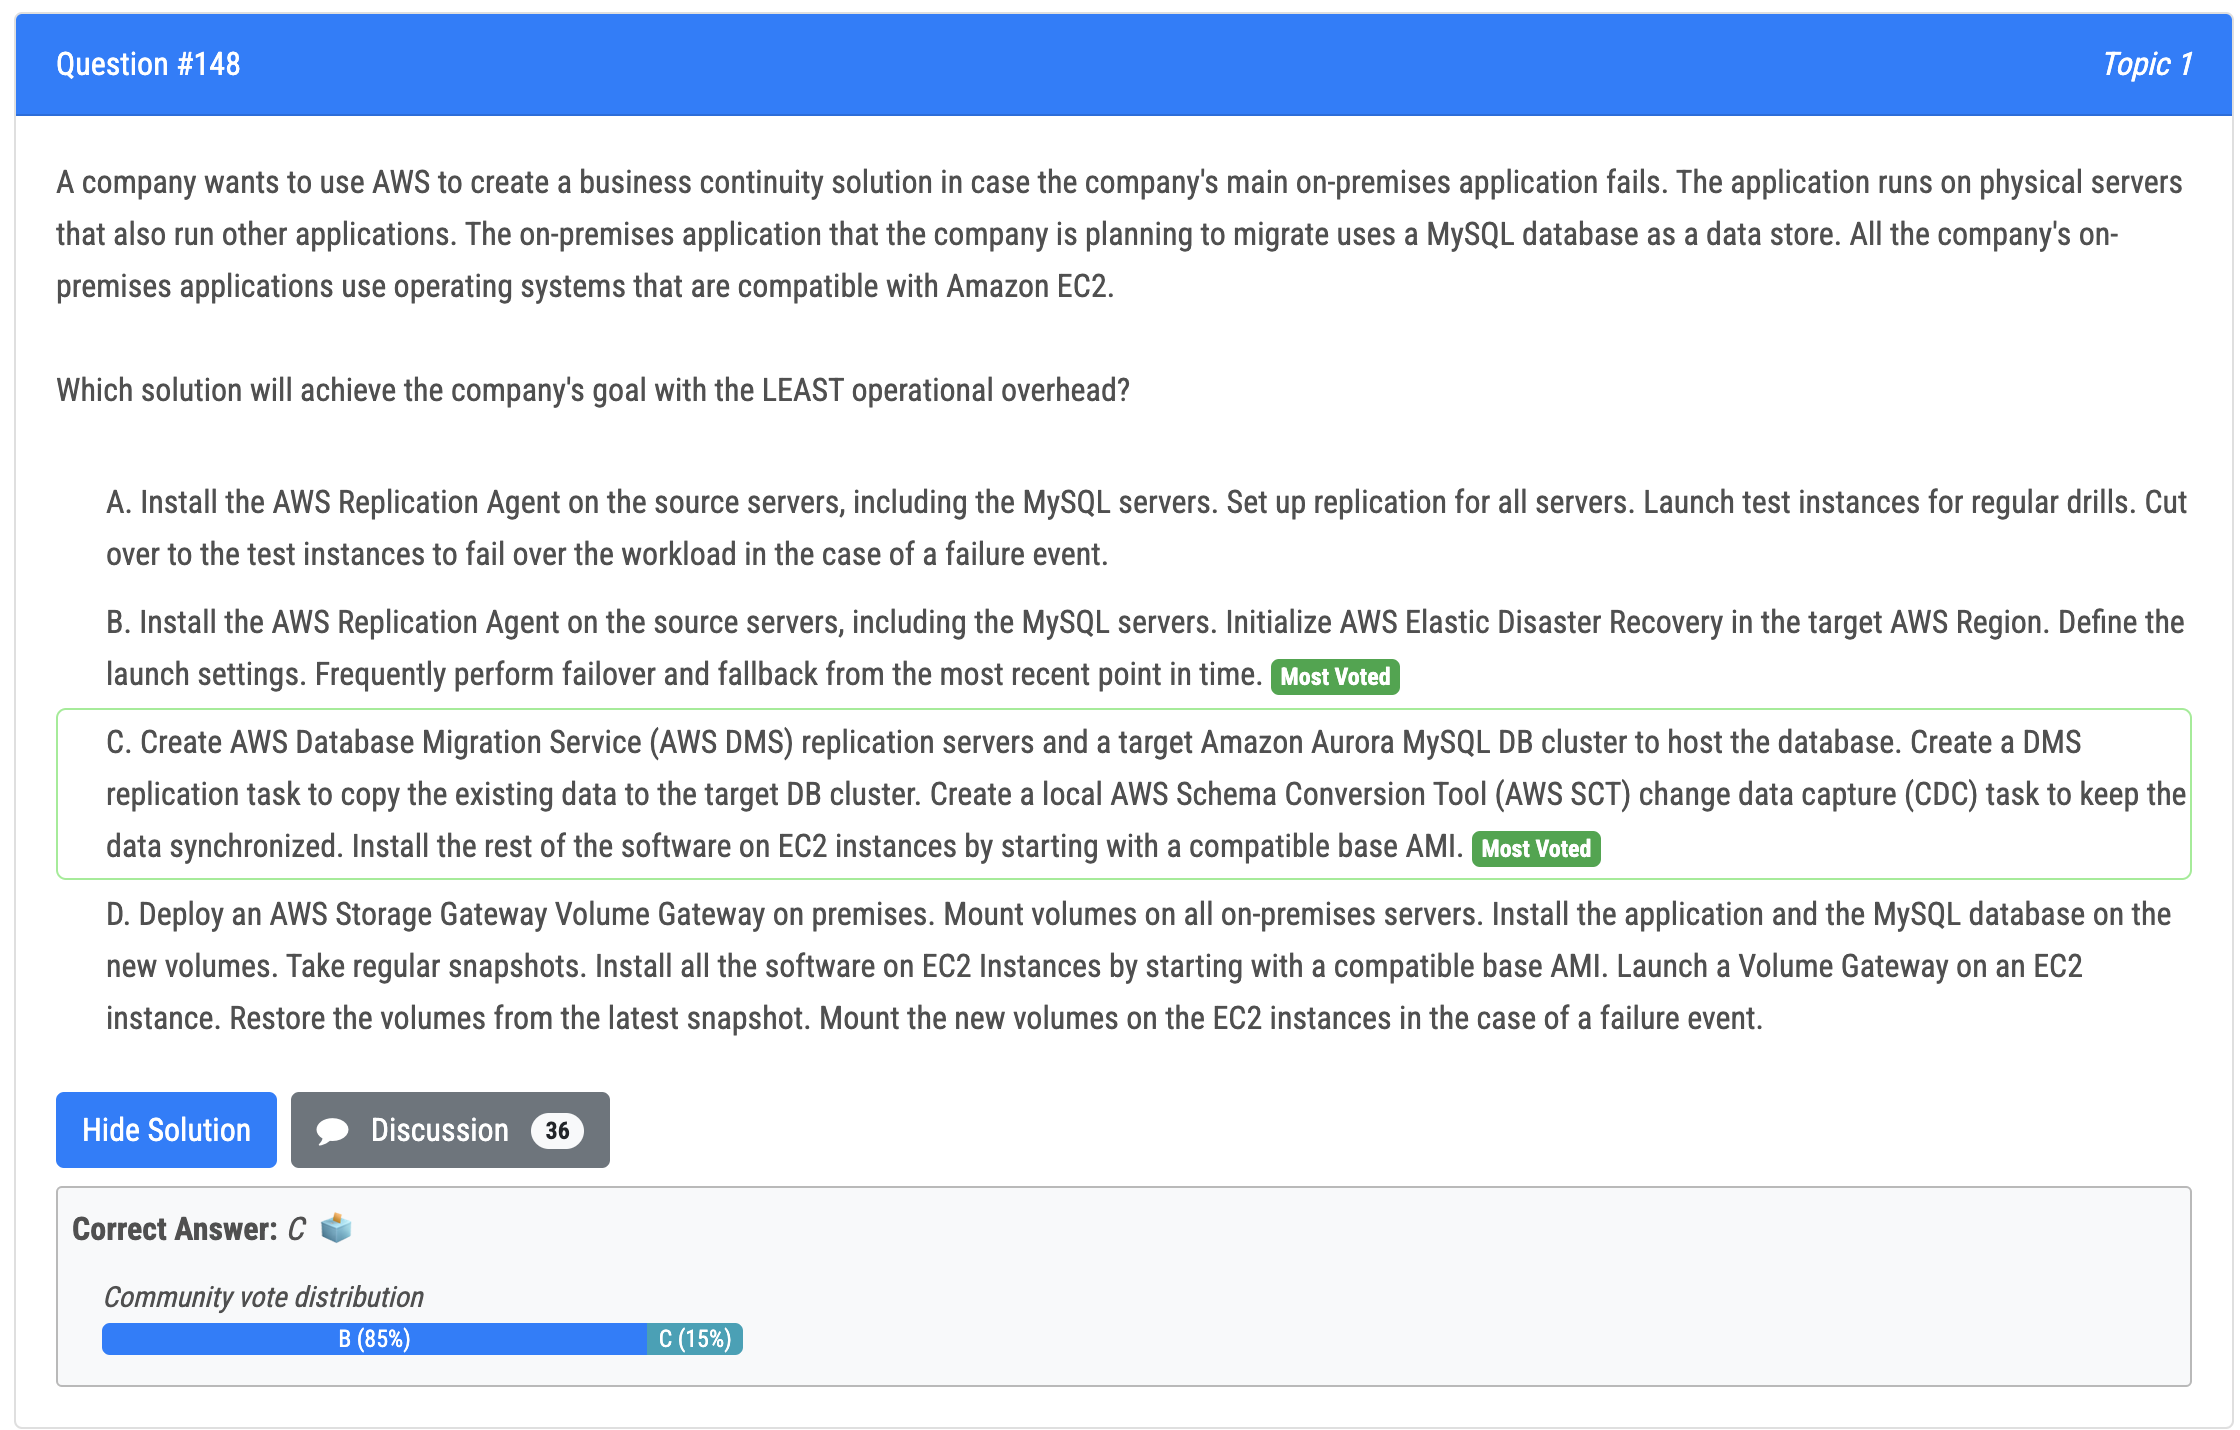 Question #148
Topic 1
A company wants to use AWS to create a business continuity solution in case the company's main on-premises application fails. The application runs on physical servers
that also run other applications. The on-premises application that the company is planning to migrate uses a MySQL database as a data store. All the company's on-
premises applications use operating systems that are compatible with Amazon EC2.
Which solution will achieve the company's goal with the LEAST operational overhead?
A. Install the AWS Replication Agent on the source servers, including the MySQL servers. Set up replication for all servers. Launch test instances for regular drills. Cut
over to the test instances to fail over the workload in the case of a failure event.
B. Install the AWS Replication Agent on the source servers, including the MySQL servers. Initialize AWS Elastic Disaster Recovery in the target AWS Region. Define the
launch settings. Frequently perform failover and fallback from the most recent point in time. Most Voted
C. Create AWS Database Migration Service (AWS DMS) replication servers and a target Amazon Aurora MySQL DB cluster to host the database. Create a DMS
replication task to copy the existing data to the target DB cluster. Create a local AWS Schema Conversion Tool (AWS SCT) change data capture (CDC) task to keep the
data synchronized. Install the rest of the software on EC2 instances by starting with a compatible base AMI. Most Voted
D. Deploy an AWS Storage Gateway Volume Gateway on premises. Mount volumes on all on-premises servers. Install the application and the MySQL database on the
new volumes. Take regular snapshots. Install all the software on EC2 Instances by starting with a compatible base AMI. Launch a Volume Gateway on an EC2
instance. Restore the volumes from the latest snapshot. Mount the new volumes on the EC2 instances in the case of a failure event.
Hide Solution
Discussion 36
Correct Answer: C
Community vote distribution
B (85%)
C (15%)